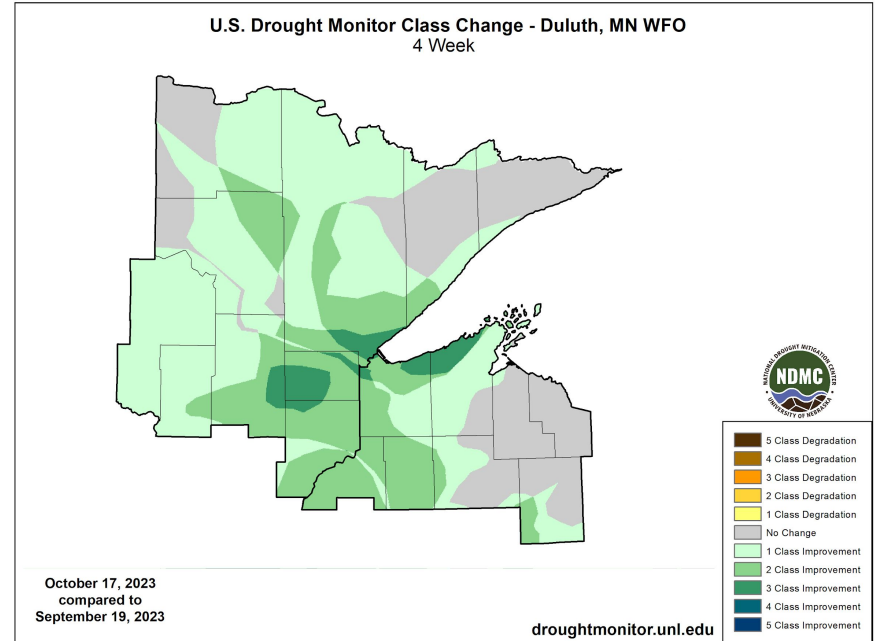 U.S. Drought Monitor Class Change - Duluth, MN WFO
4 Week
NATIONAL DROUGHT MITIGATION CENTER
NDMC
UNIVERSITY OF NEBRASKA
5 Class Degradation
4 Class Degradation
3 Class Degradation
2 Class Degradation
1 Class Degradation
No Change
1 Class Improvement
2 Class Improvement
3 Class Improvement
4 Class Improvement
5 Class Improvement
October 17, 2023
compared to
September 19, 2023
droughtmonitor.unl.edu